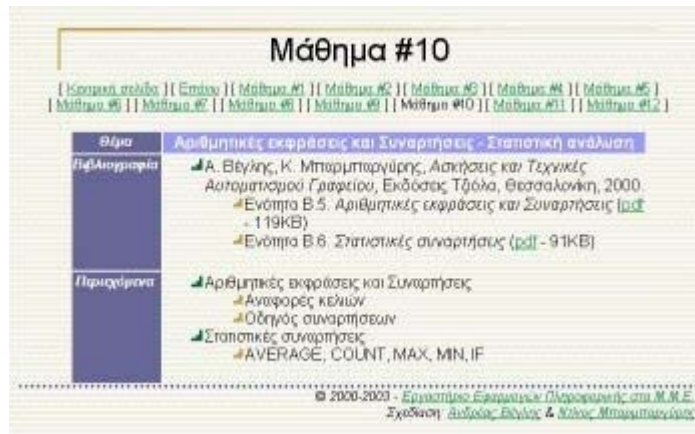 Μάθημα #10
[ Κεντρική σελίδα ] [ Επάνω ] [ Μάθημα #1 ] [ Μάθημα #2 ] [ Μάθημα #3 ] [ Μάθημα #4 ] [ Μάθημα #5 ]
[ Μάθημα #6 ] [ Μάθημα #7 ] [ Μάθημα #8 ] [ Μάθημα #9 ] [ Μάθημα #10 ] [ Μάθημα #11 ] [ Μάθημα #12 ]
Θέμα Αριθμητικές εκφράσεις και Συναρτήσεις - Στατιστική ανάλυση
Βιβλιογραφία Α. Βέγλης, Κ. Μπαρμπαργύρης, Ασκήσεις και Τεχνικές
Αυτοματισμού Γραφείου, Εκδόσεις Τζιόλα, Θεσσαλονίκη, 2000.
Ενότητα Β.5. Αριθμητικές εκφράσεις και Συναρτήσεις (pdf
- 119KB)
Ενότητα Β.6. Στατιστικές συναρτήσεις (pdf - 91KB)
Περιεχόμενα Αριθμητικές εκφράσεις και Συναρτήσεις
Αναφορές κελιών
Οδηγός συναρτήσεων
Στατιστικές συναρτήσεις
AVERAGE, COUNT, MAX, MIN, IF
© 2000-2003 - Εργαστήριο Εφαρμογών Πληροφορικής στα Μ.Μ.Ε.
Σχεδίαση: Ανδρέας Βέγλης & Ντίνος Μπαρμπαργύρης